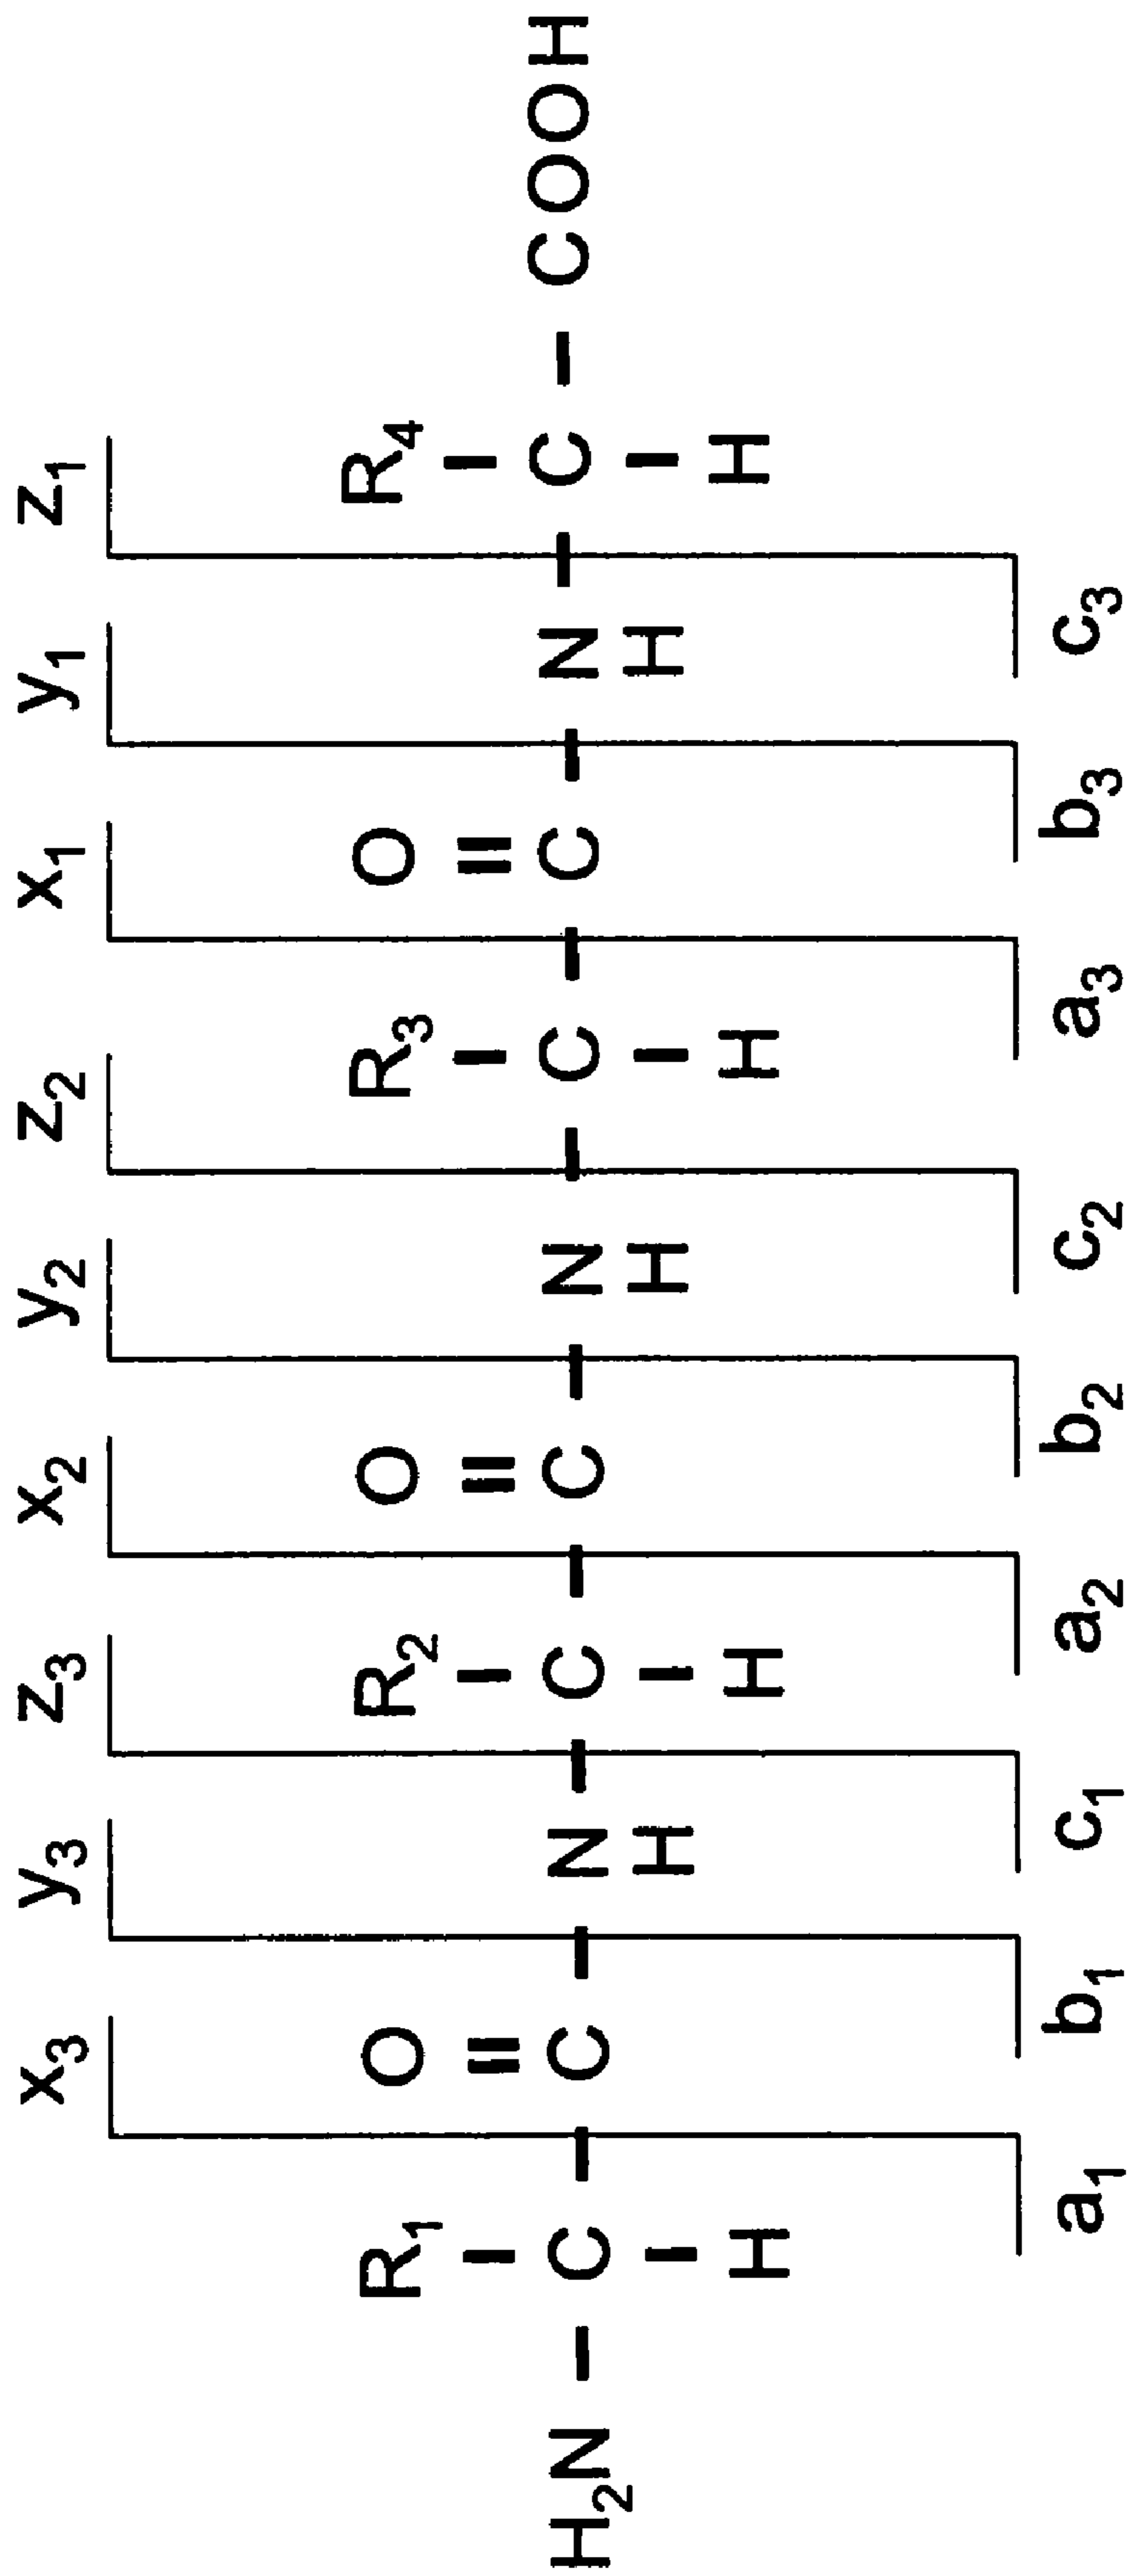 x₃ y₃ z₃ x₂ y₂ z₂ x₁ y₁ z₁
R₁ O R₂ O R₃ O R₄
H₂N – C – C – N – C – C – N – C – C – N – C – COOH
H H H H H H H
a₁ b₁ c₁ a₂ b₂ c₂ a₃ b₃ c₃